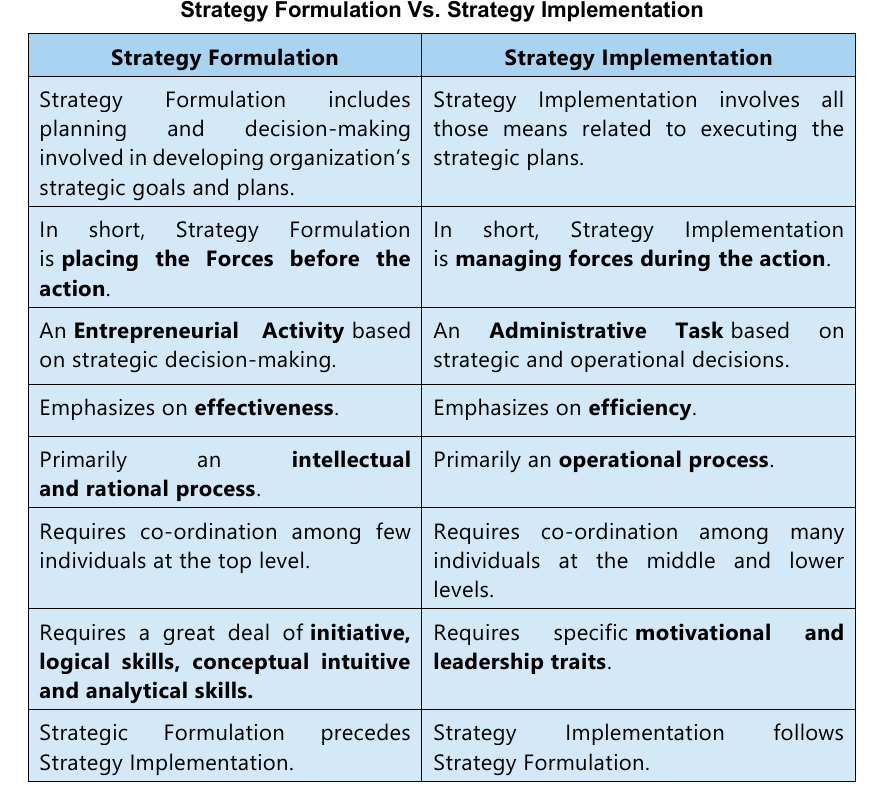 Strategy Formulation Vs. Strategy Implementation
Strategy Formulation
Strategy Implementation
Strategy Formulation includes
planning and decision-making
involved in developing organization’s
strategic goals and plans.
Strategy Implementation involves all
those means related to executing the
strategic plans.
In short, Strategy Formulation
is placing the Forces before the
action.
In short, Strategy Implementation
is managing forces during the action.
An Entrepreneurial Activity based
on strategic decision-making.
An Administrative Task based on
strategic and operational decisions.
Emphasizes on effectiveness.
Emphasizes on efficiency.
Primarily an intellectual
and rational process.
Primarily an operational process.
Requires co-ordination among few
individuals at the top level.
Requires co-ordination among many
individuals at the middle and lower
levels.
Requires a great deal of initiative,
logical skills, conceptual intuitive
and analytical skills.
Requires specific motivational and
leadership traits.
Strategic Formulation precedes
Strategy Implementation.
Strategy Implementation follows
Strategy Formulation.